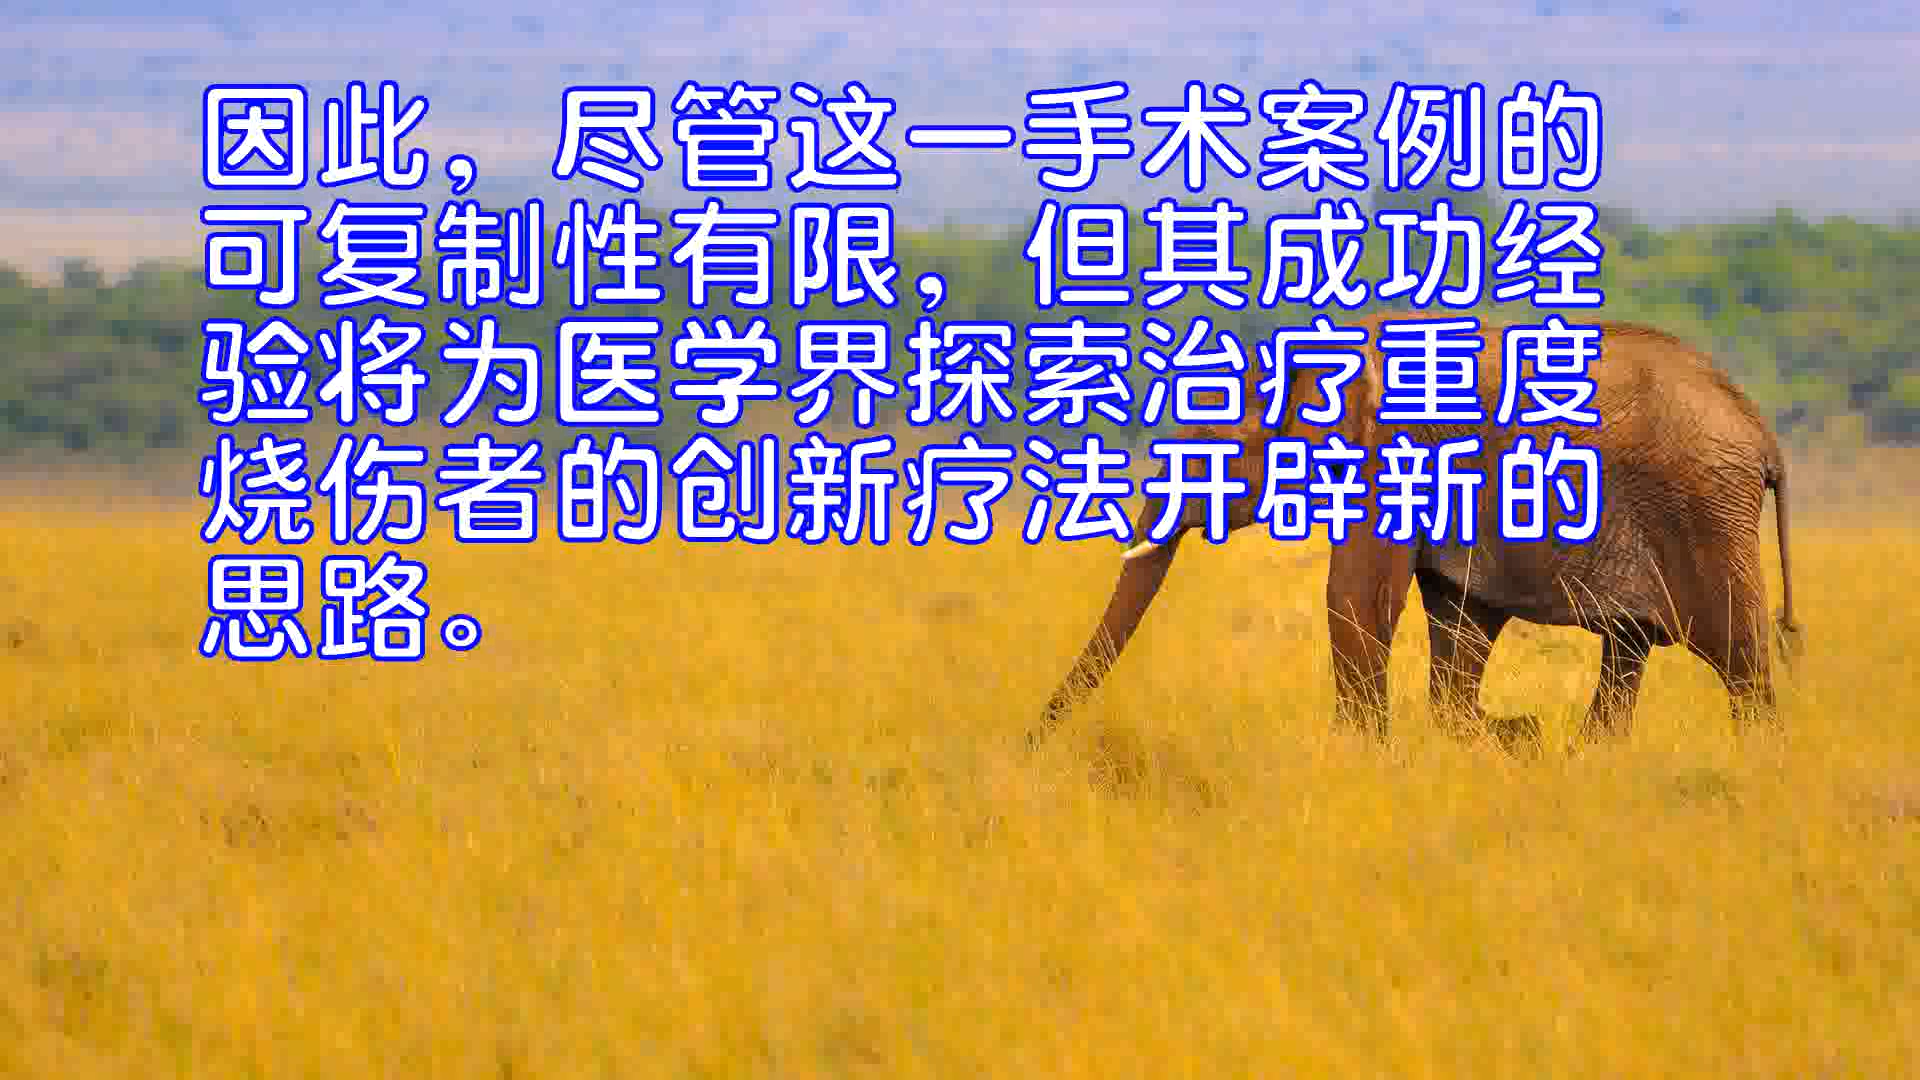 因此，尽管这一手术案例的
可复制性有限，但其成功经
验将为医学界探索治疗重度
烧伤者的创新疗法开辟新的
思路。